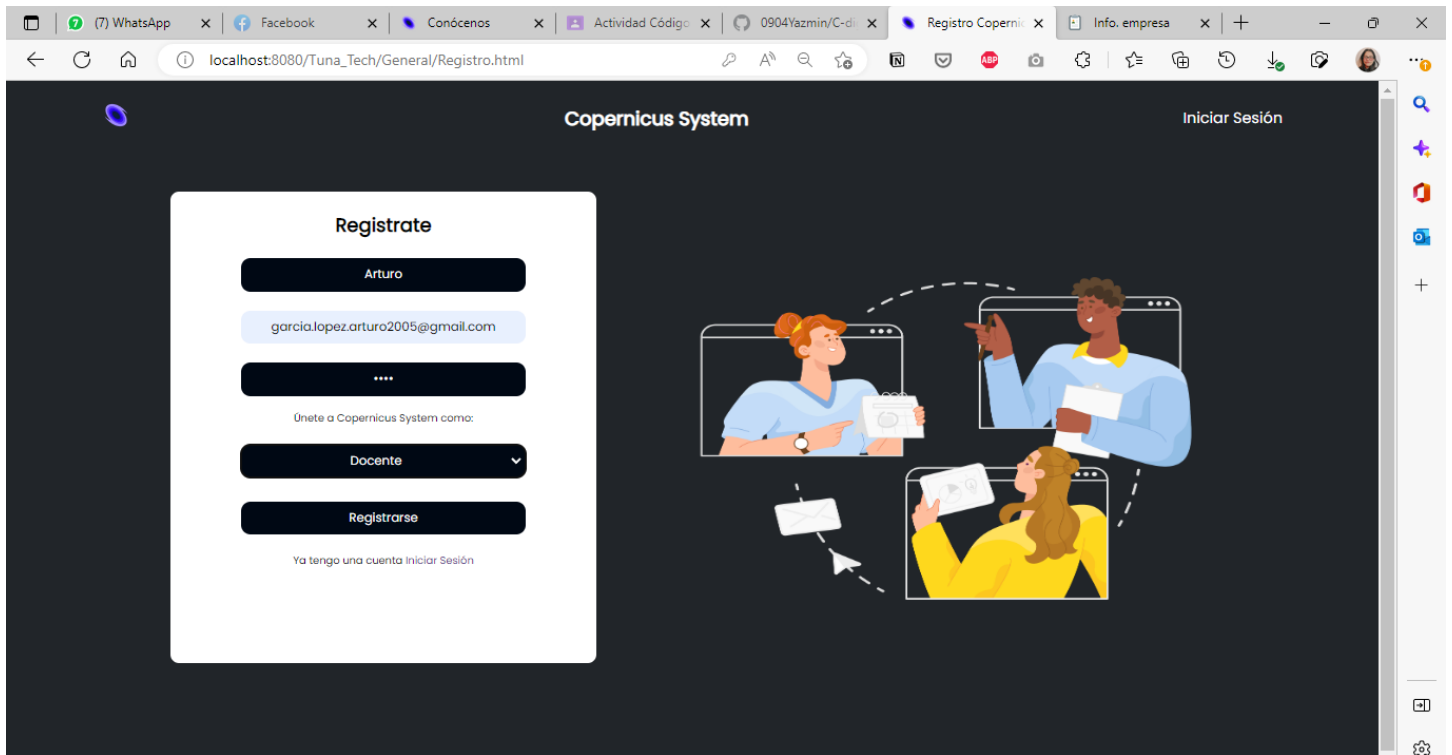 (7) WhatsApp
Facebook
Conócenos
Actividad Código
0904Yazmin/C-di
Registro Copernic
Info. empresa
localhost:8080/Tuna_Tech/General/Registro.html
ABP
Copernicus System
Iniciar Sesión
Registrate
Arturo
garcia.lopez.arturo2005@gmail.com
••••
Únete a Copernicus System como:
Docente
Registrarse
Ya tengo una cuenta Iniciar Sesión